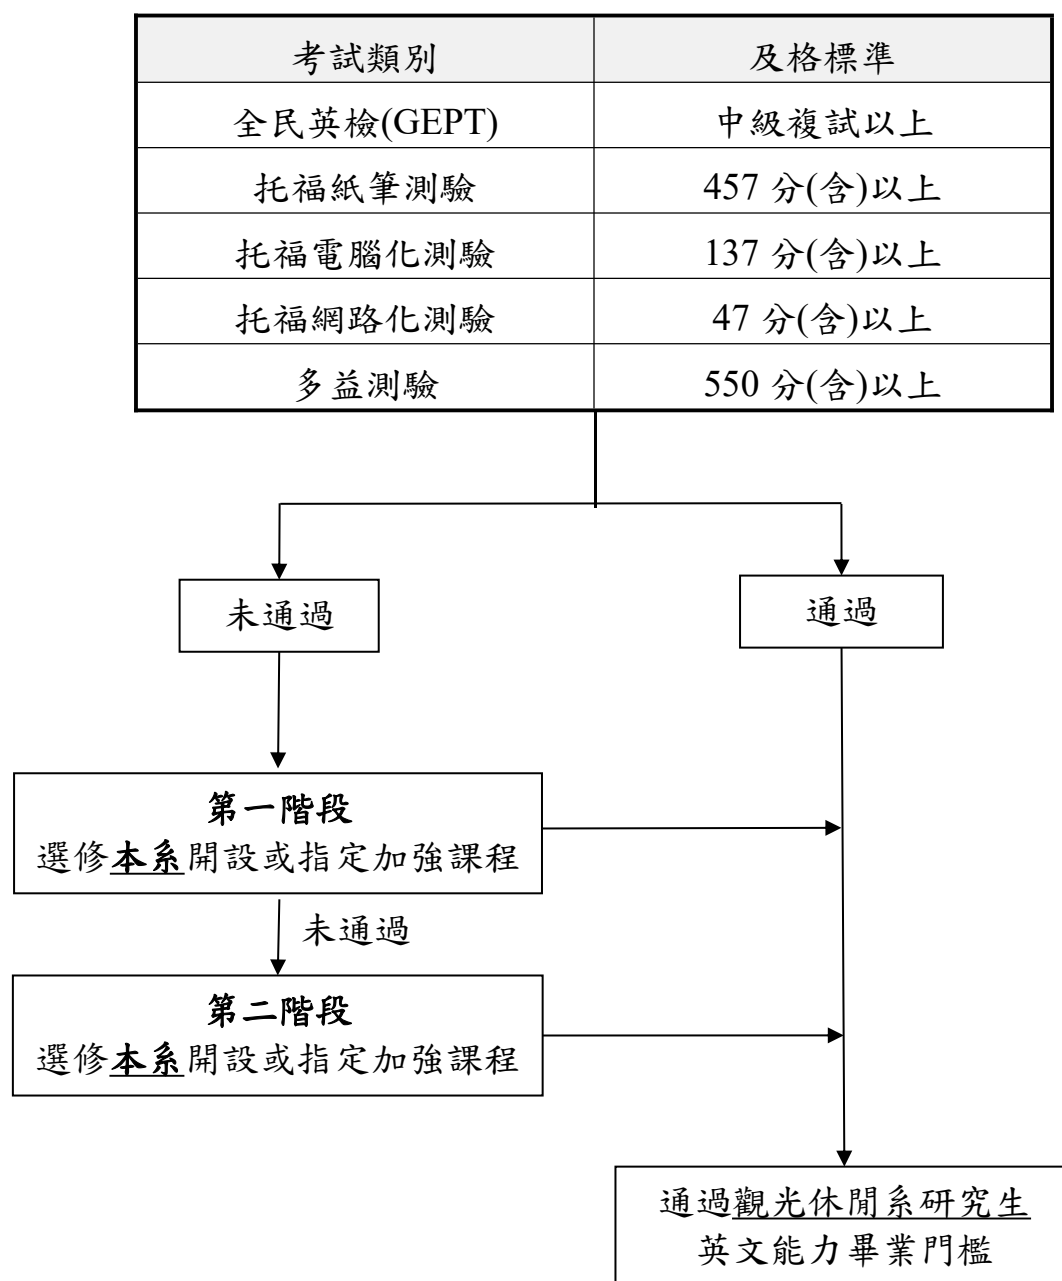 考試類別 及格標準
全民英檢(GEPT) 中級複試以上
托福紙筆測驗 457 分(含)以上
托福電腦化測驗 137 分(含)以上
托福網路化測驗 47 分(含)以上
多益測驗 550 分(含)以上
未通過 通過
第一階段
選修本系開設或指定加強課程
未通過
第二階段
選修本系開設或指定加強課程
通過觀光休閒系研究生
英文能力畢業門檻